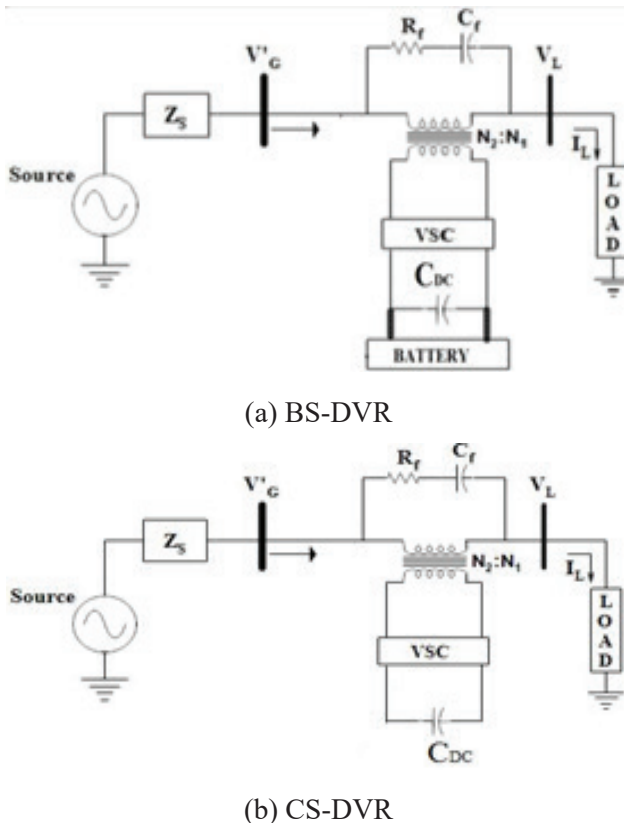 R_f C_f
V'_G V_L
Z_S
N_2:N_1
I_L
Source
LOAD
VSC
C_DC
BATTERY
(a) BS-DVR
R_f C_f
V'_G V_L
Z_S
N_2:N_1
I_L
Source
LOAD
VSC
C_DC
(b) CS-DVR